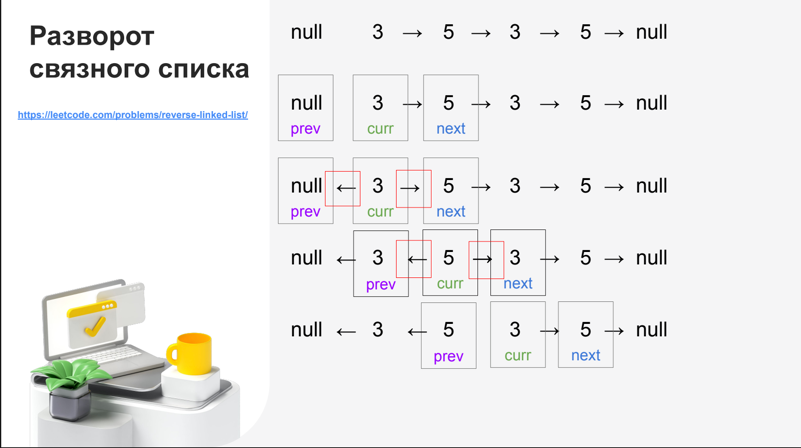 Разворот
связного списка
https://leetcode.com/problems/reverse-linked-list/
null 3 → 5 → 3 → 5 → null
null 3 → 5 → 3 → 5 → null
prev curr next
null ← 3 → 5 → 3 → 5 → null
prev curr next
null ← 3 ← 5 → 3 → 5 → null
prev curr next
null ← 3 ← 5 3 → 5 → null
prev curr next